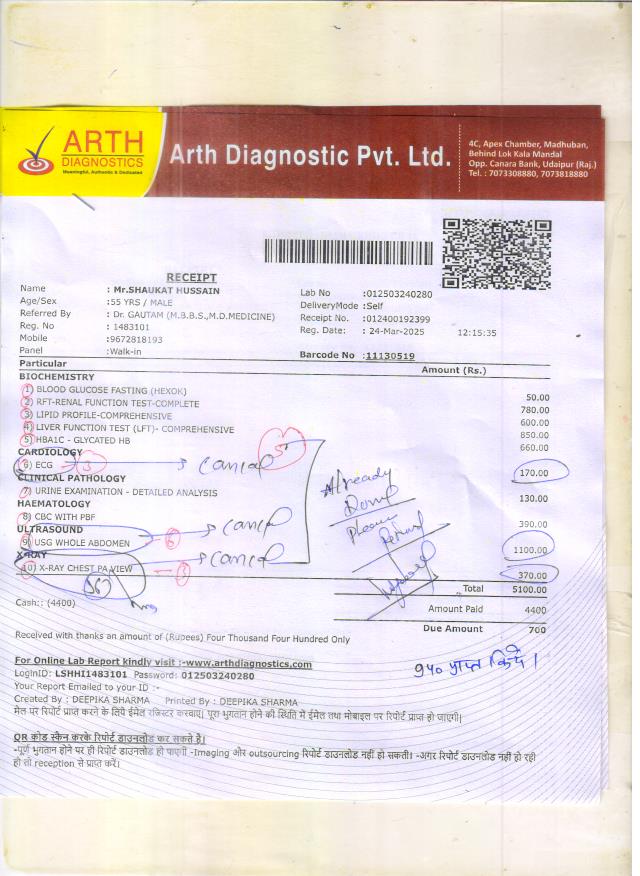 ARTH
DIAGNOSTICS
Meaningful, Authentic & Dedicated
Arth Diagnostic Pvt. Ltd.
4C, Apex Chamber, Madhuban,
Behind Lok Kala Mandal
Opp. Canara Bank, Udaipur (Raj.)
Tel. : 7073308880, 7073818880
RECEIPT
Name : Mr.SHAUKAT HUSSAIN
Lab No :012503240280
Age/Sex :55 YRS / MALE
DeliveryMode :Self
Referred By : Dr. GAUTAM (M.B.B.S.,M.D.MEDICINE)
Receipt No. :012400192399
Reg. No : 1483101
Reg. Date: : 24-Mar-2025 12:15:35
Mobile 9672818193
Panel :Walk-in
Barcode No :11130519
Particular Amount (Rs.)
BIOCHEMISTRY
1) BLOOD GLUCOSE FASTING (HEXOK) 50.00
2) RFT-RENAL FUNCTION TEST-COMPLETE 780.00
3) LIPID PROFILE-COMPREHENSIVE 600.00
4) LIVER FUNCTION TEST (LFT)- COMPREHENSIVE 850.00
5) HBA1C - GLYCATED HB 660.00
5
CARDIOLOGY
6) ECG 3 cancel 170.00
CLINICAL PATHOLOGY
7) URINE EXAMINATION - DETAILED ANALYSIS 130.00
HAEMATOLOGY
8) CBC WITH PBF 390.00
cancel
ULTRASOUND
9) USG WHOLE ABDOMEN 6 1100.00
cancel
X-RAY
10) X-RAY CHEST PA VIEW 370.00
Already
Done
Please
Refund
Total 5100.00
Cash:: (4400)
Amount Paid 4400
Due Amount 700
Received with thanks an amount of (Rupees) Four Thousand Four Hundred Only
940 प्राप्त किये।
For Online Lab Report kindly visit :-www.arthdiagnostics.com
LoginID: LSHHI1483101 Password: 012503240280
Your Report Emailed to your ID :-
Created By : DEEPIKA SHARMA Printed By : DEEPIKA SHARMA
मेल पर रिपोर्ट प्राप्त करने के लिये ईमेल रजिस्टर करवाए। पूरा भुगतान होने की स्थिति में ईमेल तथा मोबाइल पर रिपोर्ट प्राप्त हो जाएगी।
QR कोड स्कैन करके रिपोर्ट डाउनलोड कर सकते है।
-पूर्ण भुगतान होने पर ही रिपोर्ट डाउनलोड हो पाएगी -Imaging और outsourcing रिपोर्ट डाउनलोड नहीं हो सकती। -अगर रिपोर्ट डाउनलोड नही हो रही
हो तो reception से प्राप्त करें।